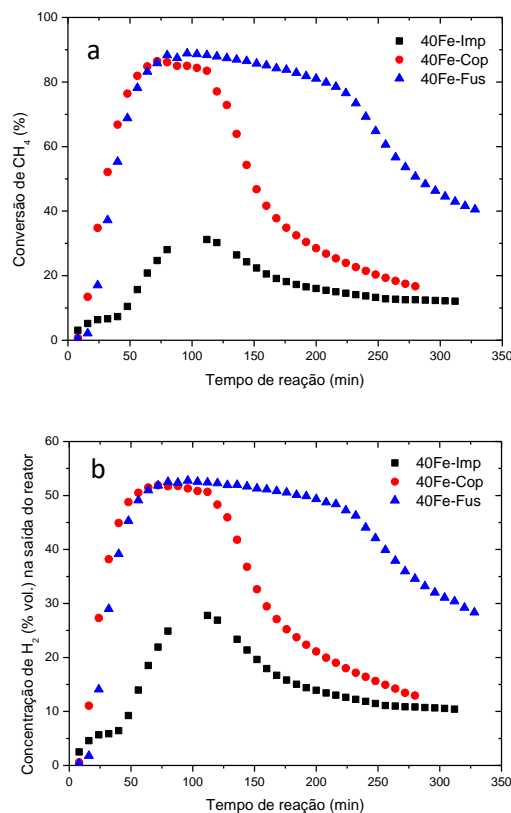 a
40Fe-Imp
40Fe-Cop
40Fe-Fus
Conversão de CH₄ (%)
100
80
60
40
20
0
0 50 100 150 200 250 300 350
Tempo de reação (min)
b
40Fe-Imp
40Fe-Cop
40Fe-Fus
Concentração de H₂ (% vol.) na saída do reator
60
50
40
30
20
10
0
0 50 100 150 200 250 300 350
Tempo de reação (min)